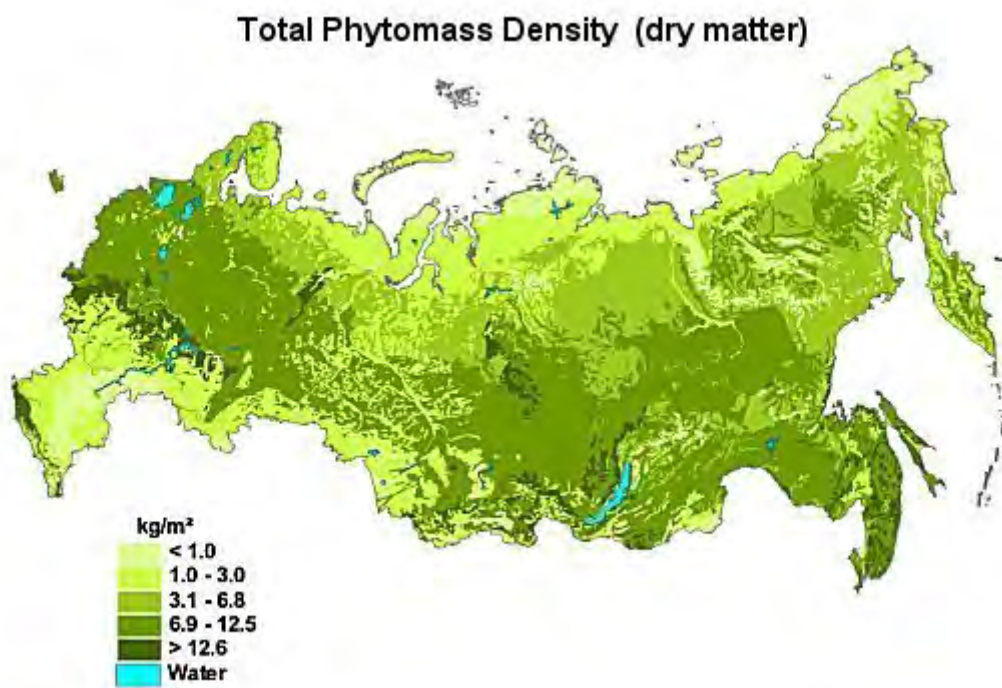 Total Phytomass Density (dry matter)
kg/m²
< 1.0
1.0 - 3.0
3.1 - 6.8
6.9 - 12.5
> 12.6
Water